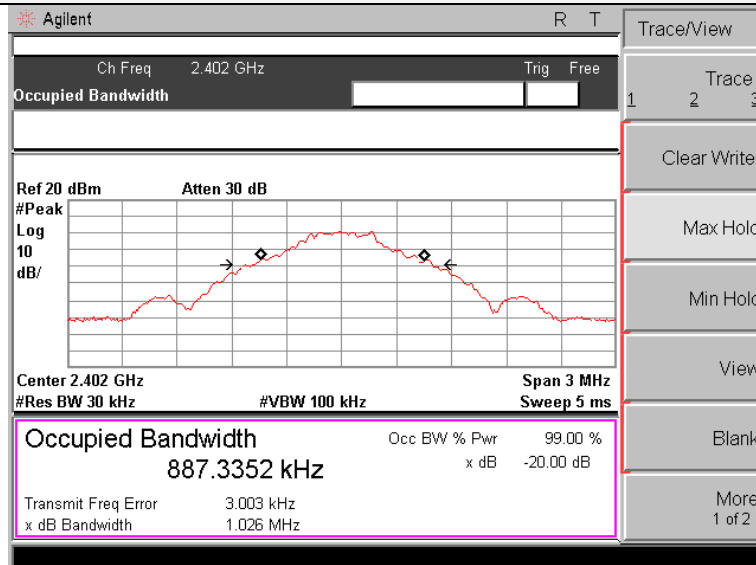 Agilent R T
Ch Freq 2.402 GHz Trig Free
Occupied Bandwidth
Ref 20 dBm Atten 30 dB
#Peak
Log
10
dB/
Center 2.402 GHz Span 3 MHz
#Res BW 30 kHz #VBW 100 kHz Sweep 5 ms
Occupied Bandwidth Occ BW % Pwr 99.00 %
887.3352 kHz x dB -20.00 dB
Transmit Freq Error 3.003 kHz
x dB Bandwidth 1.026 MHz
Trace/View
Trace
1 2 3
Clear Write
Max Hold
Min Hold
View
Blank
More
1 of 2